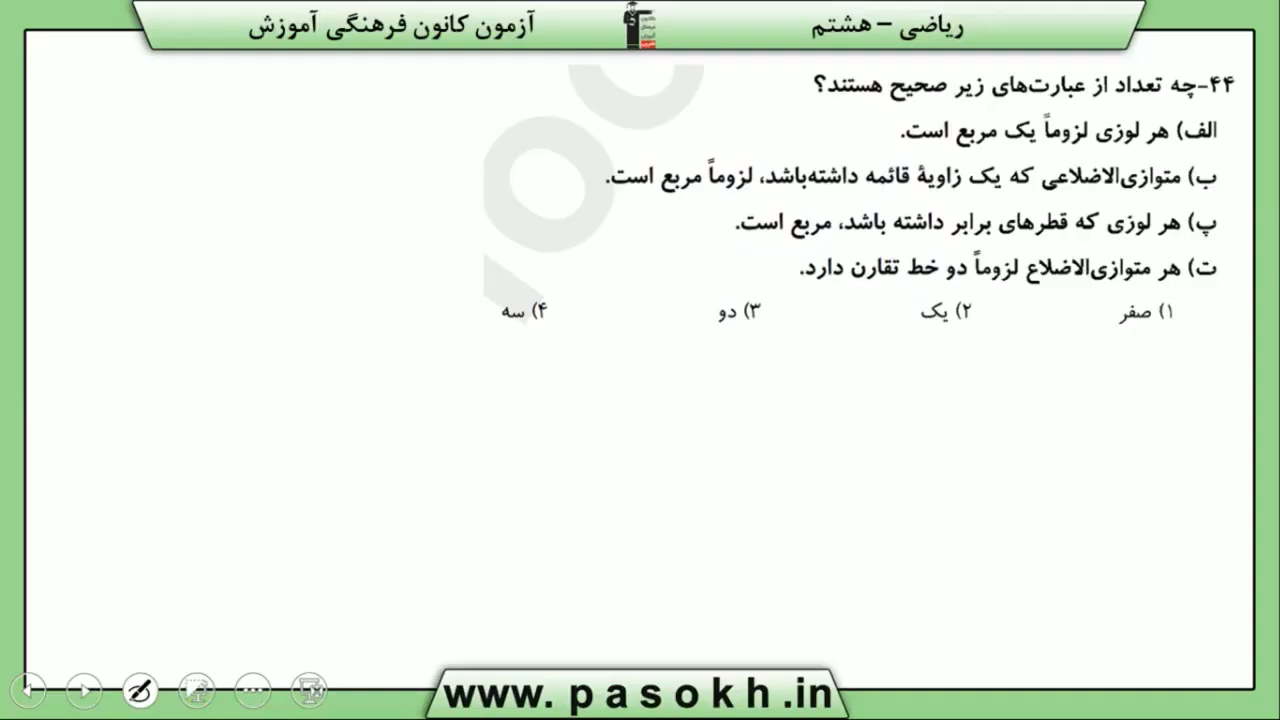 ریاضی – هشتم
آزمون کانون فرهنگی آموزش
۴۴-چه تعداد از عبارت‌های زیر صحیح هستند؟
الف) هر لوزی لزوماً یک مربع است.
ب) متوازی‌الاضلاعی که یک زاویهٔ قائمه داشته‌باشد، لزوماً مربع است.
پ) هر لوزی که قطرهای برابر داشته باشد، مربع است.
ت) هر متوازی‌الاضلاع لزوماً دو خط تقارن دارد.
۱) صفر ۲) یک ۳) دو ۴) سه
www. p a s o k h .in